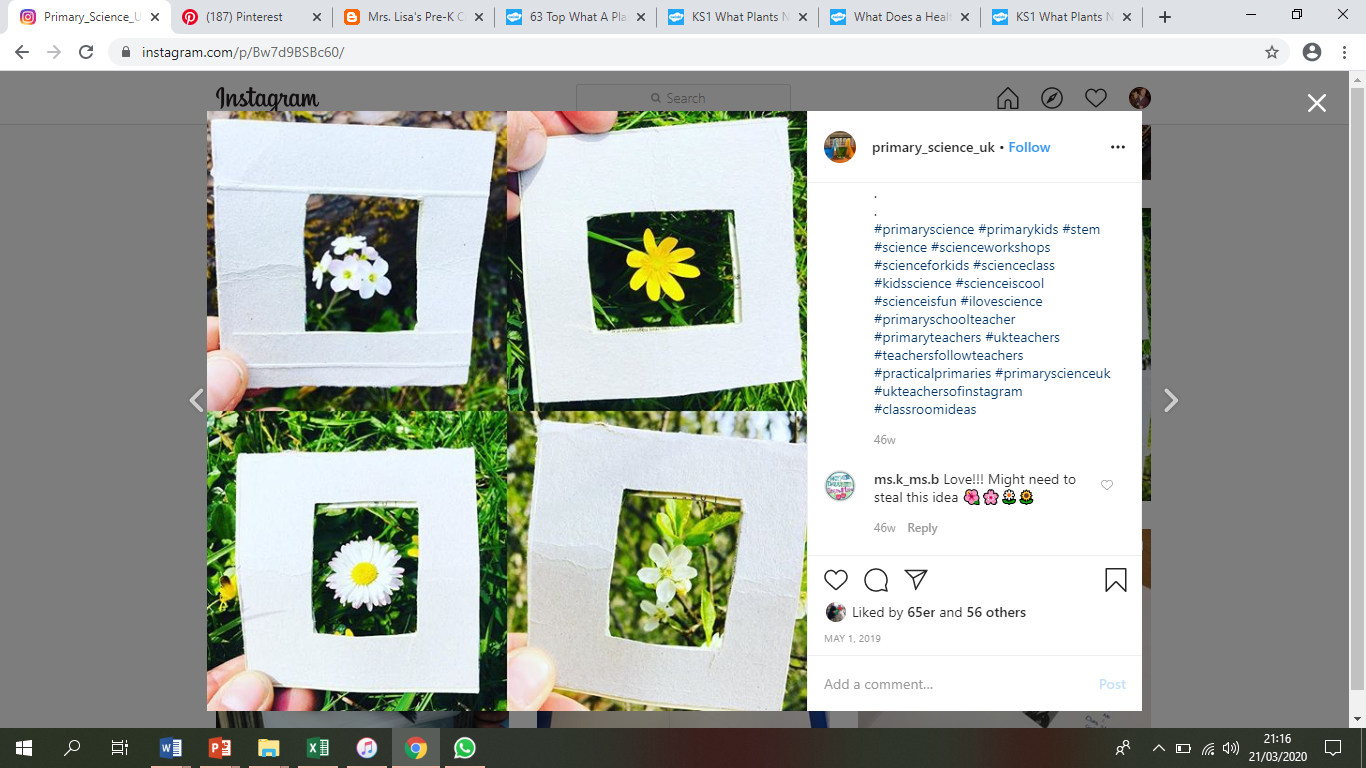 Primary_Science_U
(187) Pinterest
Mrs. Lisa's Pre-K C
63 Top What A Pla
KS1 What Plants N
What Does a Heal
KS1 What Plants N
instagram.com/p/Bw7d9BSBc60/
Instagram
Search
primary_science_uk • Follow
.
.
#primaryscience #primarykids #stem
#science #scienceworkshops
#scienceforkids #scienceclass
#kidsscience #scienceiscool
#scienceisfun #ilovescience
#primaryschoolteacher
#primaryteachers #ukteachers
#teachersfollowteachers
#practicalprimaries #primaryscienceuk
#ukteachersofinstagram
#classroomideas
46w
ms.k_ms.b Love!!! Might need to
steal this idea 🌺🌸🌼🌻
46w Reply
Liked by 65er and 56 others
MAY 1, 2019
Add a comment... Post
21:16
21/03/2020